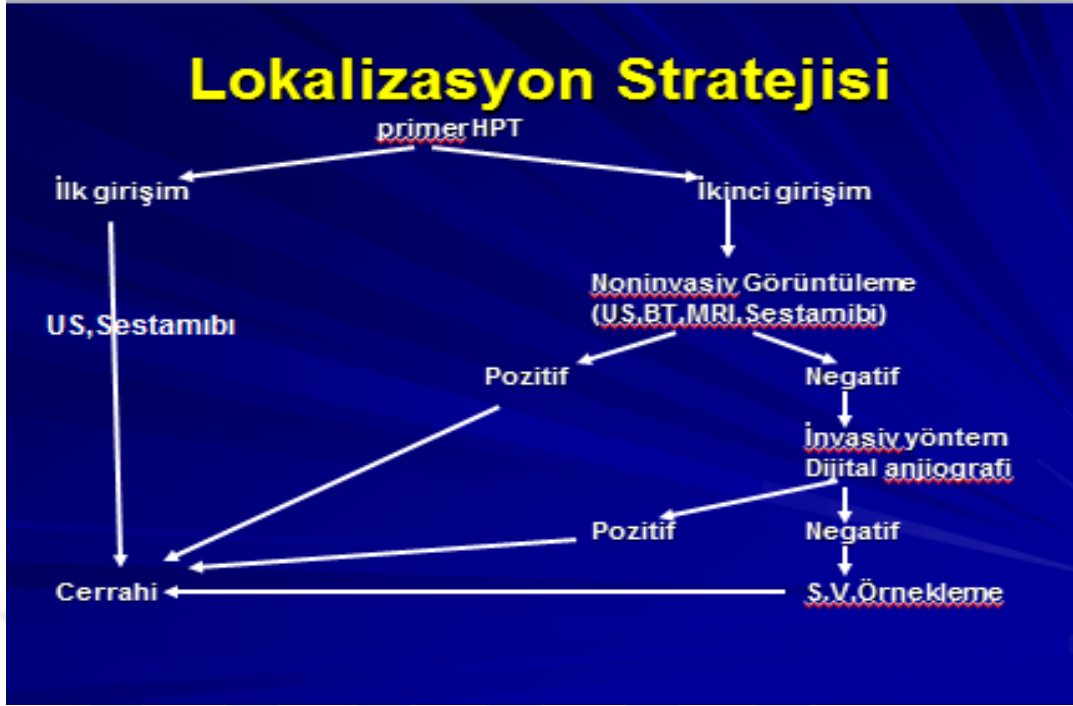 Lokalizasyon Stratejisi
primer HPT
İlk girişim
İkinci girişim
Noninvasiv Görüntüleme
(US,BT,MRI,Sestamibi)
US,Sestamıbı
Pozitif
Negatif
İnvasiv yöntem
Dijital anjiografi
Pozitif
Negatif
Cerrahi
S.V.Örnekleme